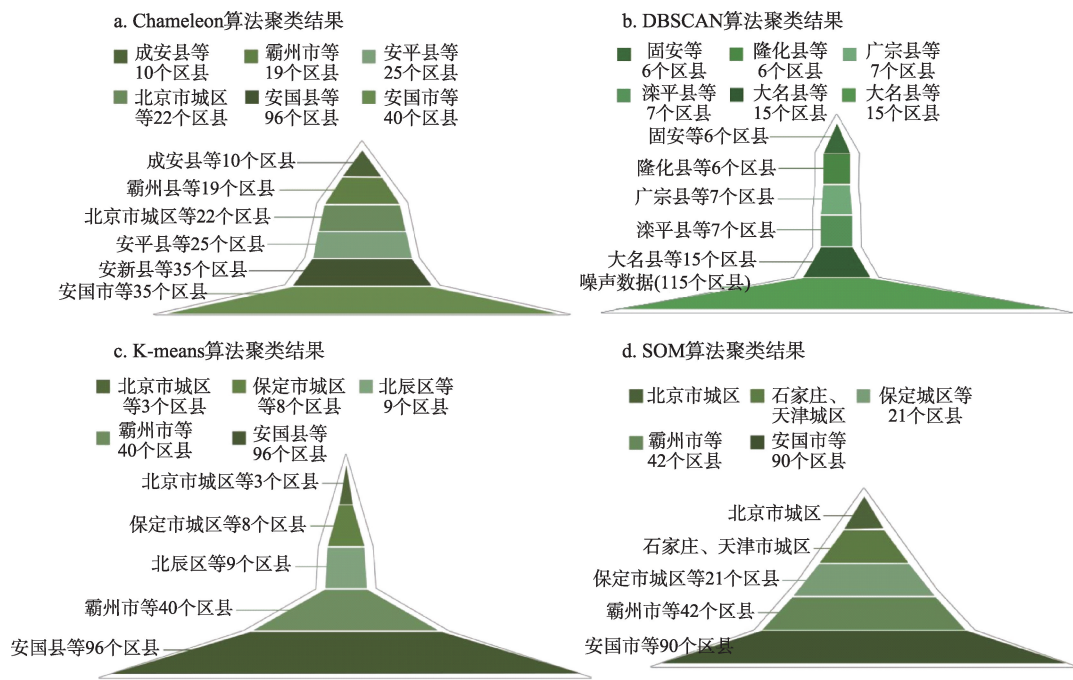 a. Chameleon算法聚类结果
成安县等
10个区县
霸州市等
19个区县
安平县等
25个区县
北京市城区
等22个区县
安国县等
96个区县
安国市等
40个区县
成安县等10个区县
霸州县等19个区县
北京市城区等22个区县
安平县等25个区县
安新县等35个区县
安国市等35个区县
b. DBSCAN算法聚类结果
固安等
6个区县
隆化县等
6个区县
广宗县等
7个区县
滦平县等
7个区县
大名县等
15个区县
大名县等
15个区县
固安等6个区县
隆化县等6个区县
广宗县等7个区县
滦平县等7个区县
大名县等15个区县
噪声数据(115个区县)
c. K-means算法聚类结果
北京市城区
等3个区县
保定市城区
等8个区县
北辰区等
9个区县
霸州市等
40个区县
安国县等
96个区县
北京市城区等3个区县
保定市城区等8个区县
北辰区等9个区县
霸州市等40个区县
安国县等96个区县
d. SOM算法聚类结果
北京市城区
石家庄、
天津城区
保定城区等
21个区县
霸州市等
42个区县
安国市等
90个区县
北京市城区
石家庄、天津市城区
保定市城区等21个区县
霸州市等42个区县
安国市等90个区县